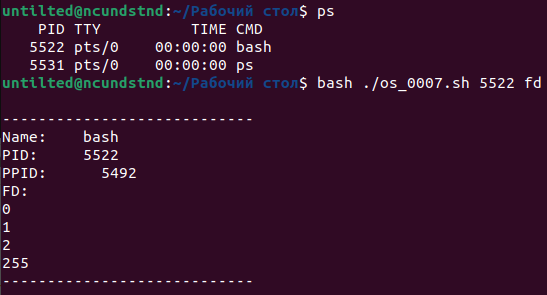 untilted@ncundstnd:~/Рабочий стол$ ps
    PID TTY          TIME CMD
   5522 pts/0    00:00:00 bash
   5531 pts/0    00:00:00 ps
untilted@ncundstnd:~/Рабочий стол$ bash ./os_0007.sh 5522 fd

----------------------------
Name:    bash
PID:     5522
PPID:      5492
FD:
0
1
2
255
----------------------------